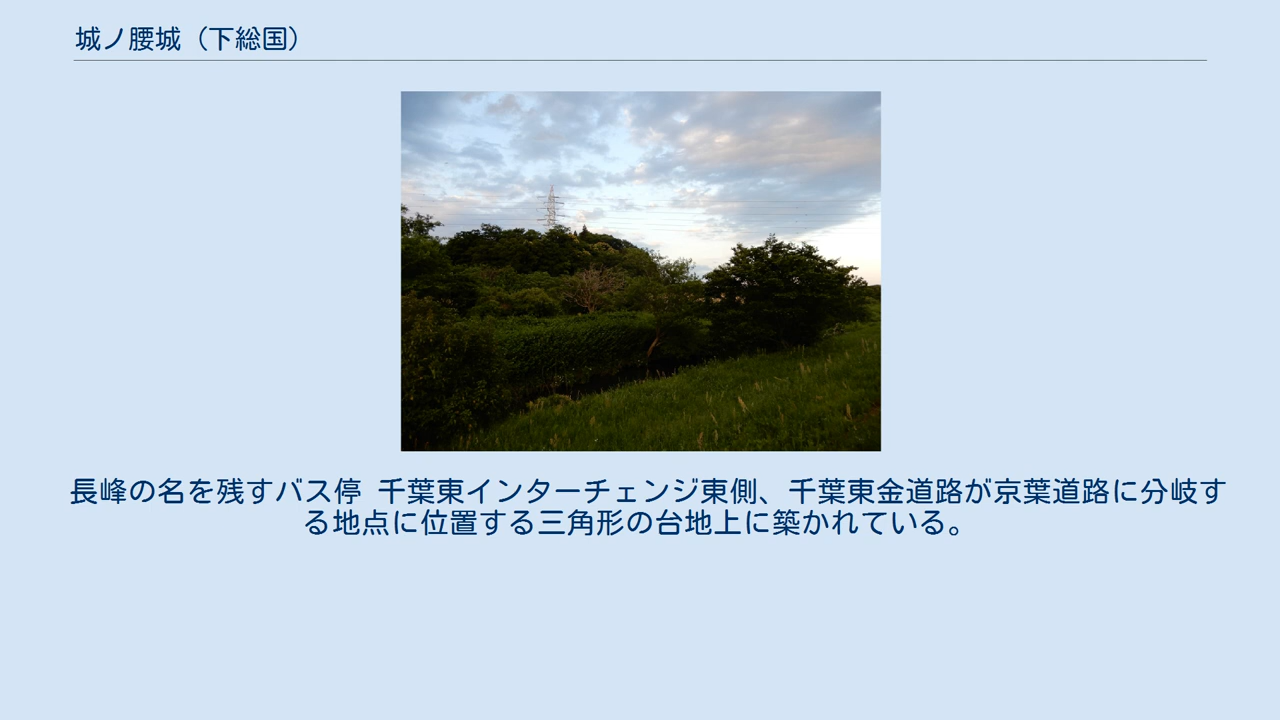 城ノ腰城（下総国）
長峰の名を残すバス停 千葉東インターチェンジ東側、千葉東金道路が京葉道路に分岐す
る地点に位置する三角形の台地上に築かれている。